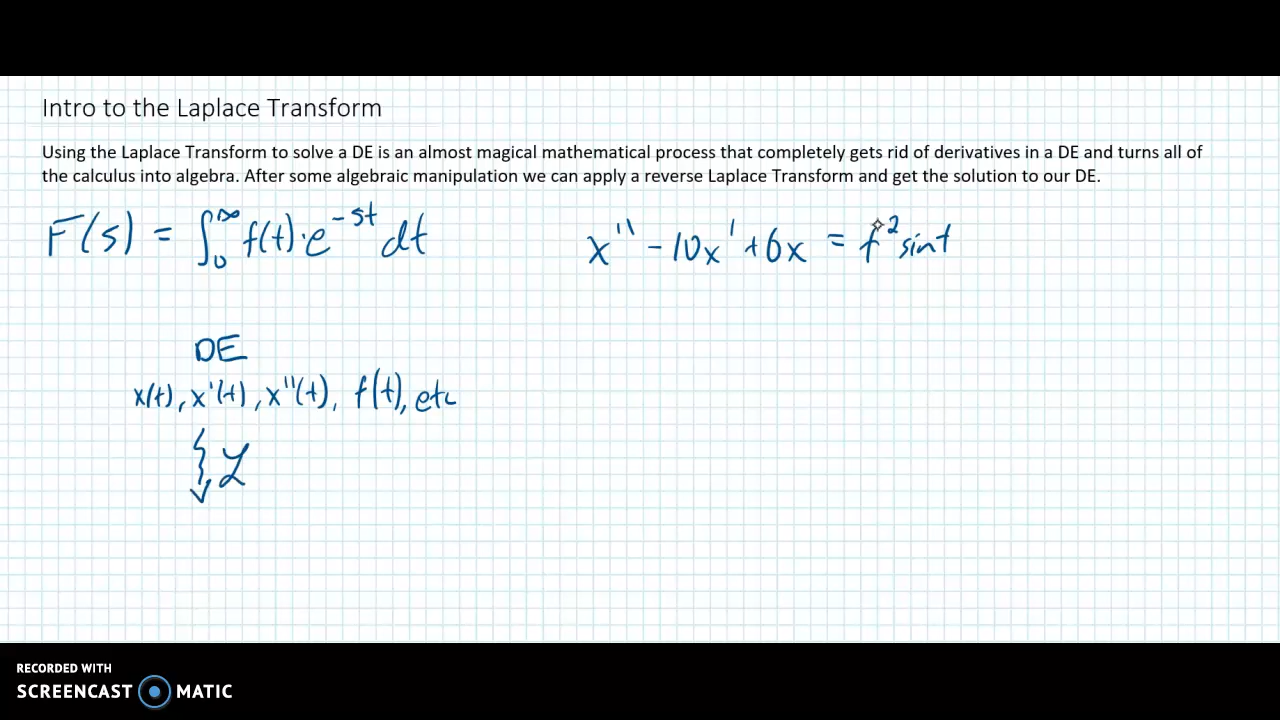 Intro to the Laplace Transform
Using the Laplace Transform to solve a DE is an almost magical mathematical process that completely gets rid of derivatives in a DE and turns all of
the calculus into algebra. After some algebraic manipulation we can apply a reverse Laplace Transform and get the solution to our DE.
F(s) = ∫₀^∞ f(t)·e^{-st} dt
x'' - 10x' + 6x = t² sin t
DE
x(t), x'(t), x''(t), f(t), etc
ℒ
RECORDED WITH
SCREENCAST MATIC